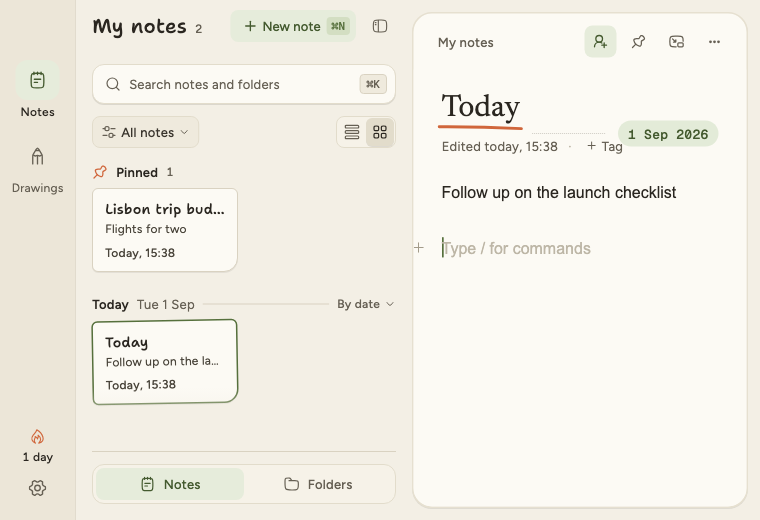 Notes
Drawings
1 day
My notes 2
+ New note ⌘N
Search notes and folders ⌘K
All notes
Pinned 1
Lisbon trip bud...
Flights for two
Today, 15:38
Today Tue 1 Sep By date
Today
Follow up on the la...
Today, 15:38
Notes Folders
My notes
Today
1 Sep 2026
Edited today, 15:38 · + Tag
Follow up on the launch checklist
+ Type / for commands